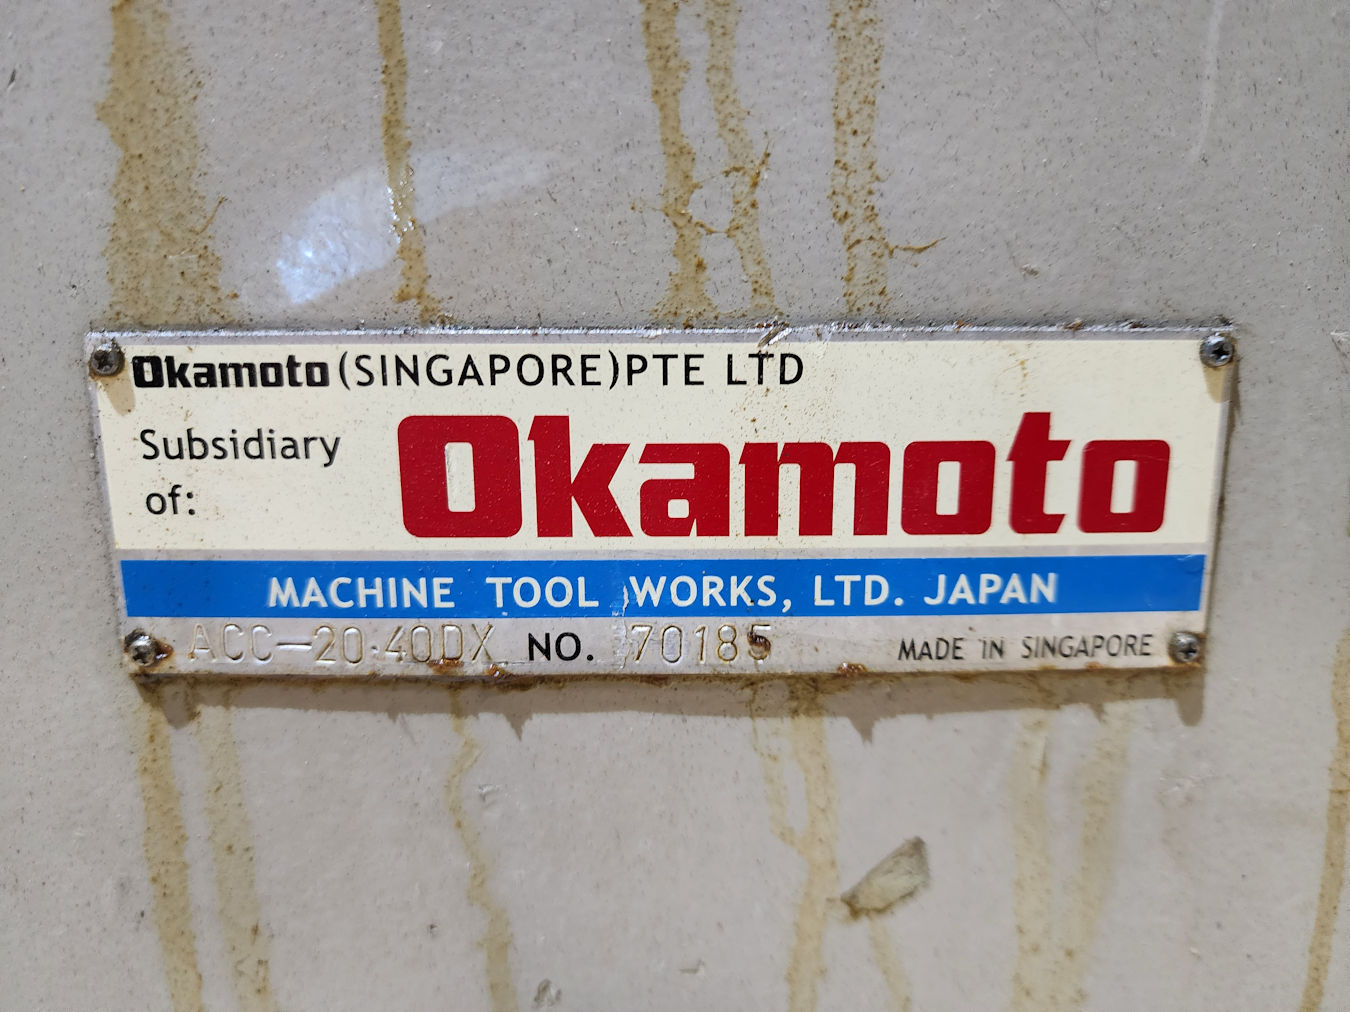 Okamoto (SINGAPORE) PTE LTD
Subsidiary of:
Okamoto
MACHINE TOOL WORKS, LTD. JAPAN
ACC-20·40DX NO. 70185 MADE IN SINGAPORE